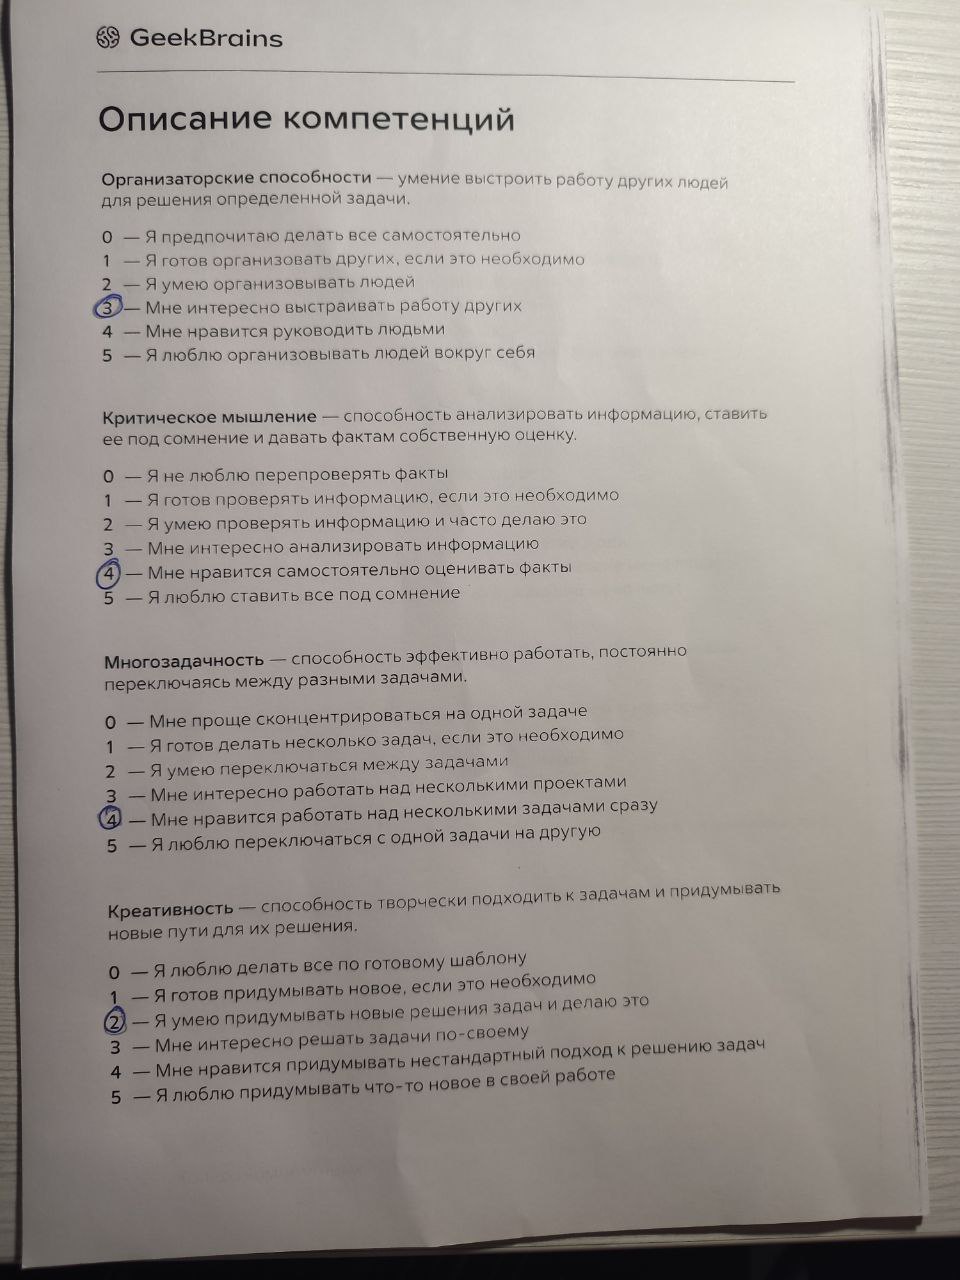 GeekBrains
Описание компетенций
Организаторские способности — умение выстроить работу других людей
для решения определенной задачи.
0 — Я предпочитаю делать все самостоятельно
1 — Я готов организовать других, если это необходимо
2 — Я умею организовывать людей
3 — Мне интересно выстраивать работу других
4 — Мне нравится руководить людьми
5 — Я люблю организовывать людей вокруг себя
Критическое мышление — способность анализировать информацию, ставить
ее под сомнение и давать фактам собственную оценку.
0 — Я не люблю перепроверять факты
1 — Я готов проверять информацию, если это необходимо
2 — Я умею проверять информацию и часто делаю это
3 — Мне интересно анализировать информацию
4 — Мне нравится самостоятельно оценивать факты
5 — Я люблю ставить все под сомнение
Многозадачность — способность эффективно работать, постоянно
переключаясь между разными задачами.
0 — Мне проще сконцентрироваться на одной задаче
1 — Я готов делать несколько задач, если это необходимо
2 — Я умею переключаться между задачами
3 — Мне интересно работать над несколькими проектами
4 — Мне нравится работать над несколькими задачами сразу
5 — Я люблю переключаться с одной задачи на другую
Креативность — способность творчески подходить к задачам и придумывать
новые пути для их решения.
0 — Я люблю делать все по готовому шаблону
1 — Я готов придумывать новое, если это необходимо
2 — Я умею придумывать новые решения задач и делаю это
3 — Мне интересно решать задачи по-своему
4 — Мне нравится придумывать нестандартный подход к решению задач
5 — Я люблю придумывать что-то новое в своей работе